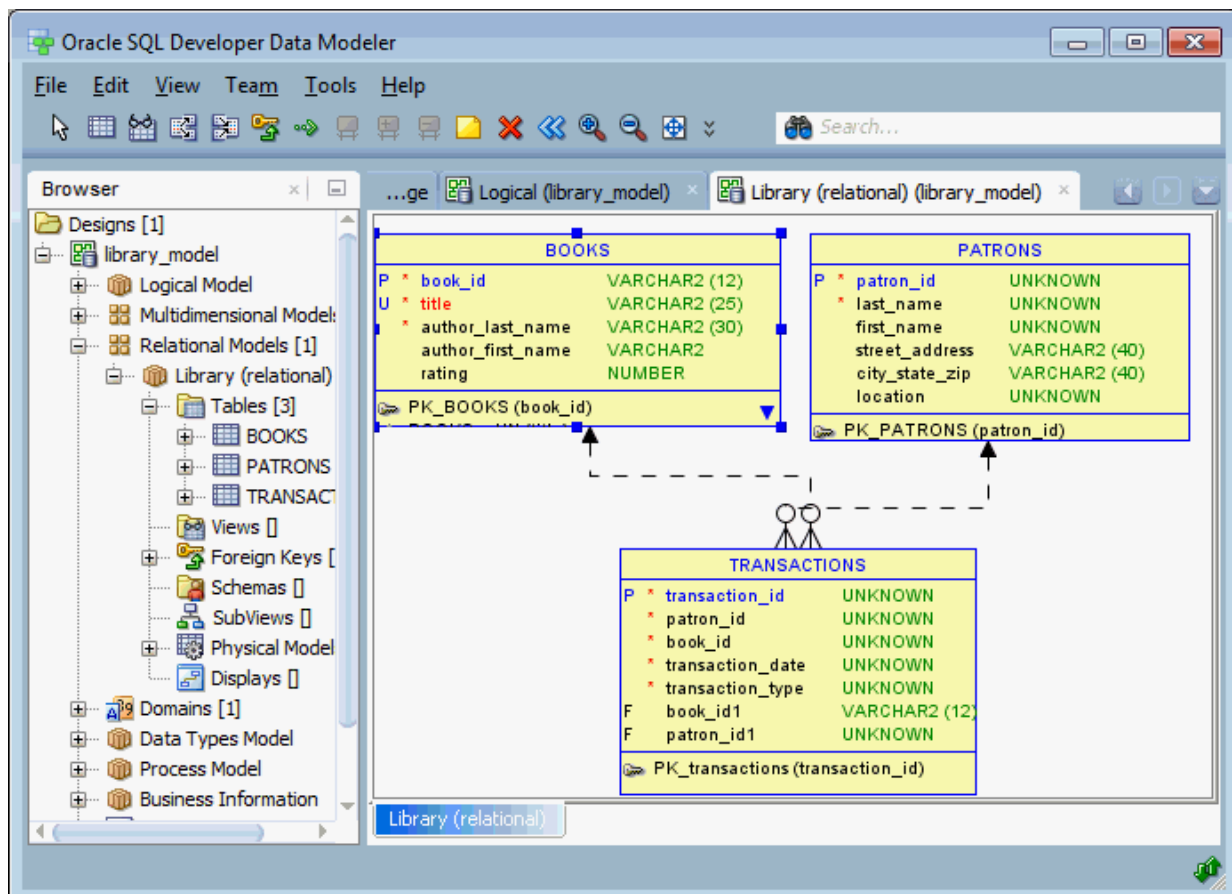 Oracle SQL Developer Data Modeler
File Edit View Team Tools Help
Search...
Browser
Designs [1]
library_model
Logical Model
Multidimensional Models
Relational Models [1]
Library (relational)
Tables [3]
BOOKS
PATRONS
TRANSACT
Views []
Foreign Keys [
Schemas []
SubViews []
Physical Model
Displays []
Domains [1]
Data Types Model
Process Model
Business Information
...ge Logical (library_model) Library (relational) (library_model)
BOOKS
P * book_id VARCHAR2 (12)
U * title VARCHAR2 (25)
* author_last_name VARCHAR2 (30)
author_first_name VARCHAR2
rating NUMBER
PK_BOOKS (book_id)
PATRONS
P * patron_id UNKNOWN
* last_name UNKNOWN
first_name UNKNOWN
street_address VARCHAR2 (40)
city_state_zip VARCHAR2 (40)
location UNKNOWN
PK_PATRONS (patron_id)
TRANSACTIONS
P * transaction_id UNKNOWN
* patron_id UNKNOWN
* book_id UNKNOWN
* transaction_date UNKNOWN
* transaction_type UNKNOWN
F book_id1 VARCHAR2 (12)
F patron_id1 UNKNOWN
PK_transactions (transaction_id)
Library (relational)